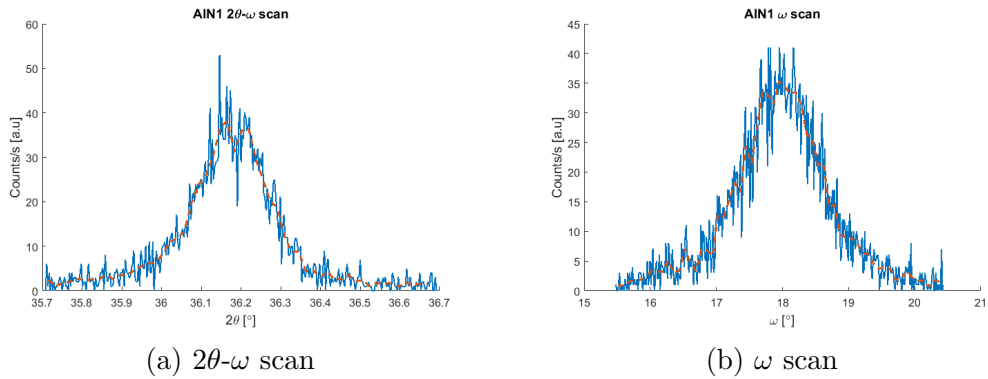 AlN1 2θ-ω scan
60
50
40
30
20
10
0
Counts/s [a.u]
35.7 35.8 35.9 36 36.1 36.2 36.3 36.4 36.5 36.6 36.7
2θ [°]
(a) 2θ-ω scan
AlN1 ω scan
45
40
35
30
25
20
15
10
5
0
Counts/s [a.u]
15 16 17 18 19 20 21
ω [°]
(b) ω scan